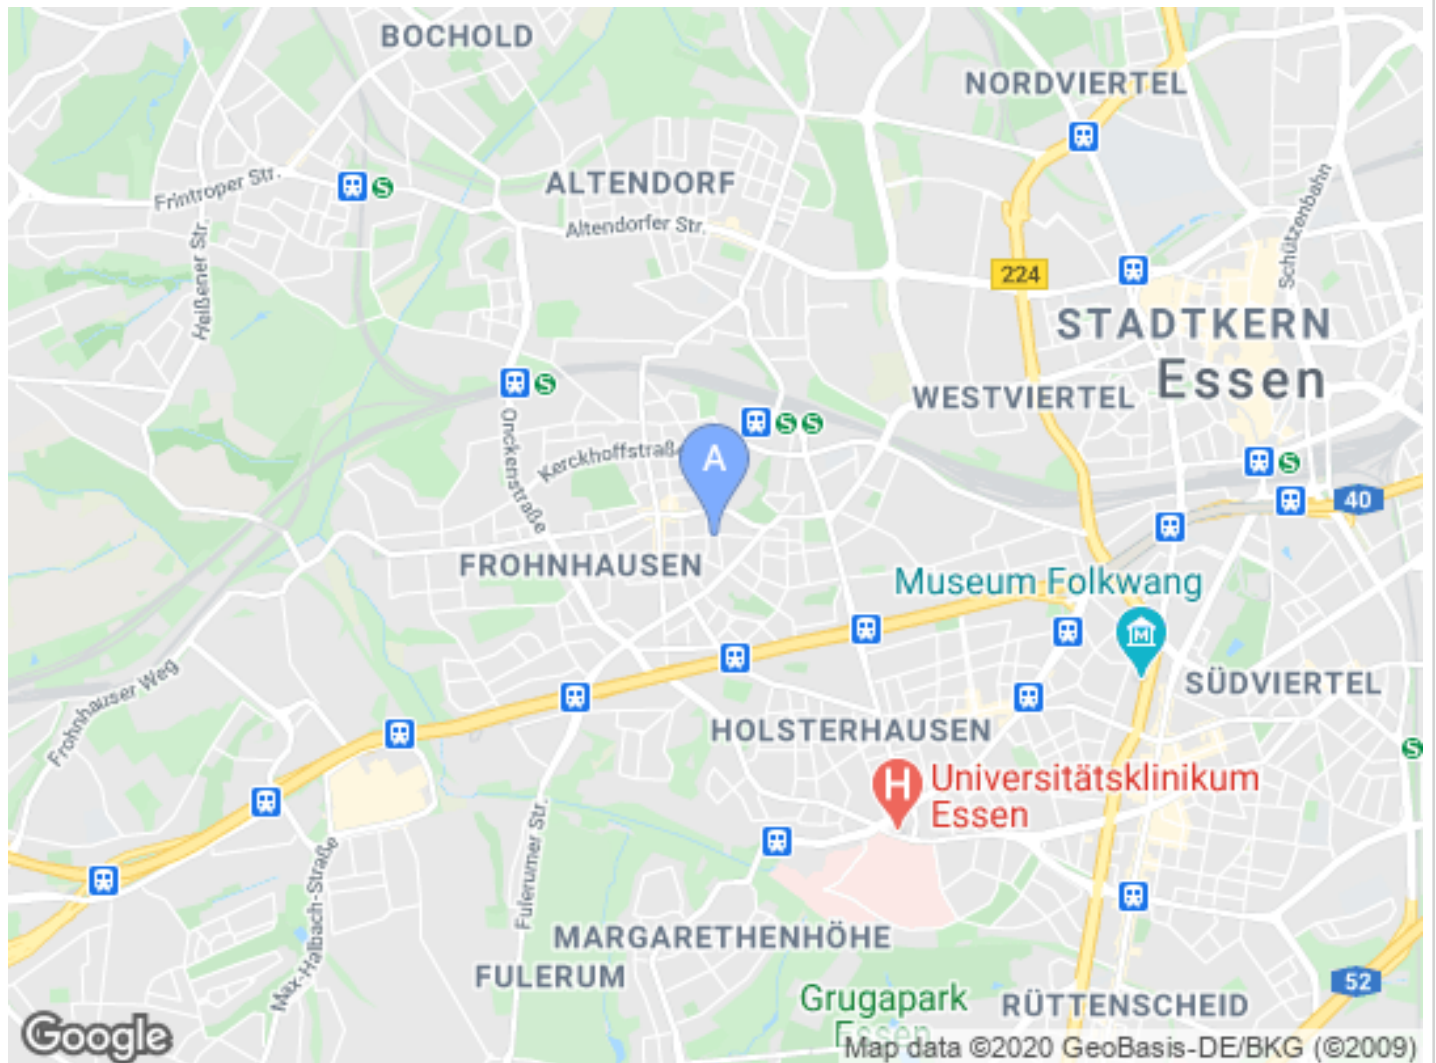 BOCHOLD
NORDVIERTEL
Frintroper Str.
S
ALTENDORF
Altendorfer Str.
Schützenbahn
Heißener Str.
224
STADTKERN
Essen
S
WESTVIERTEL
S S
Onckenstraße
Kerckhoffstraß
A
S
40
FROHNHAUSEN
Museum Folkwang
M
Frohnhauser Weg
SÜDVIERTEL
HOLSTERHAUSEN
S
H
Universitätsklinikum
Essen
Max-Halbach-Straße
Fulerumer Str.
MARGARETHENHÖHE
FULERUM
52
Grugapark
Essen
RÜTTENSCHEID
Google
Map data ©2020 GeoBasis-DE/BKG (©2009)